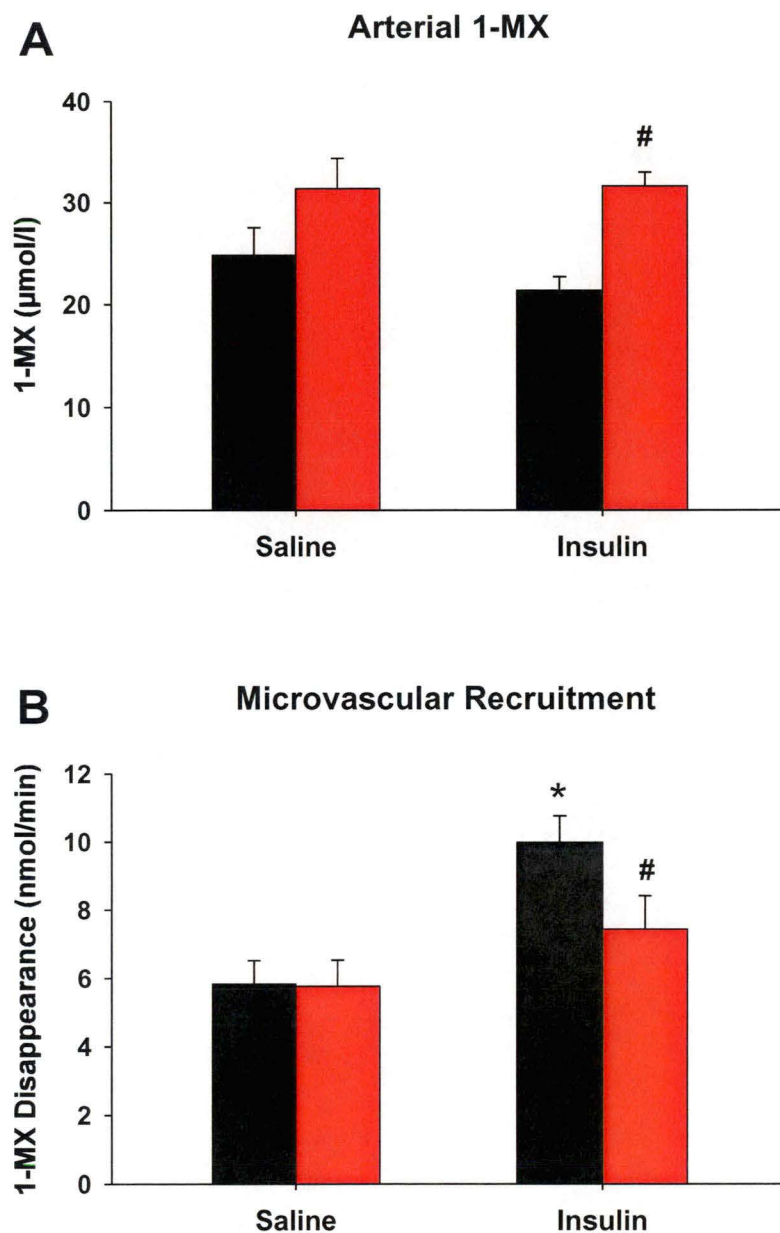 A
Arterial 1-MX
40
30
20
10
0
1-MX (µmol/l)
#
Saline
Insulin
B
Microvascular Recruitment
12
10
8
6
4
2
0
1-MX Disappearance (nmol/min)
*
#
Saline
Insulin